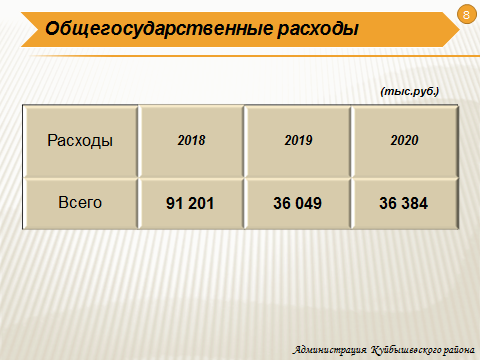 Общегосударственные расходы
8
(тыс.руб.)
Расходы 2018 2019 2020
Всего 91 201 36 049 36 384
Администрация Куйбышевского района